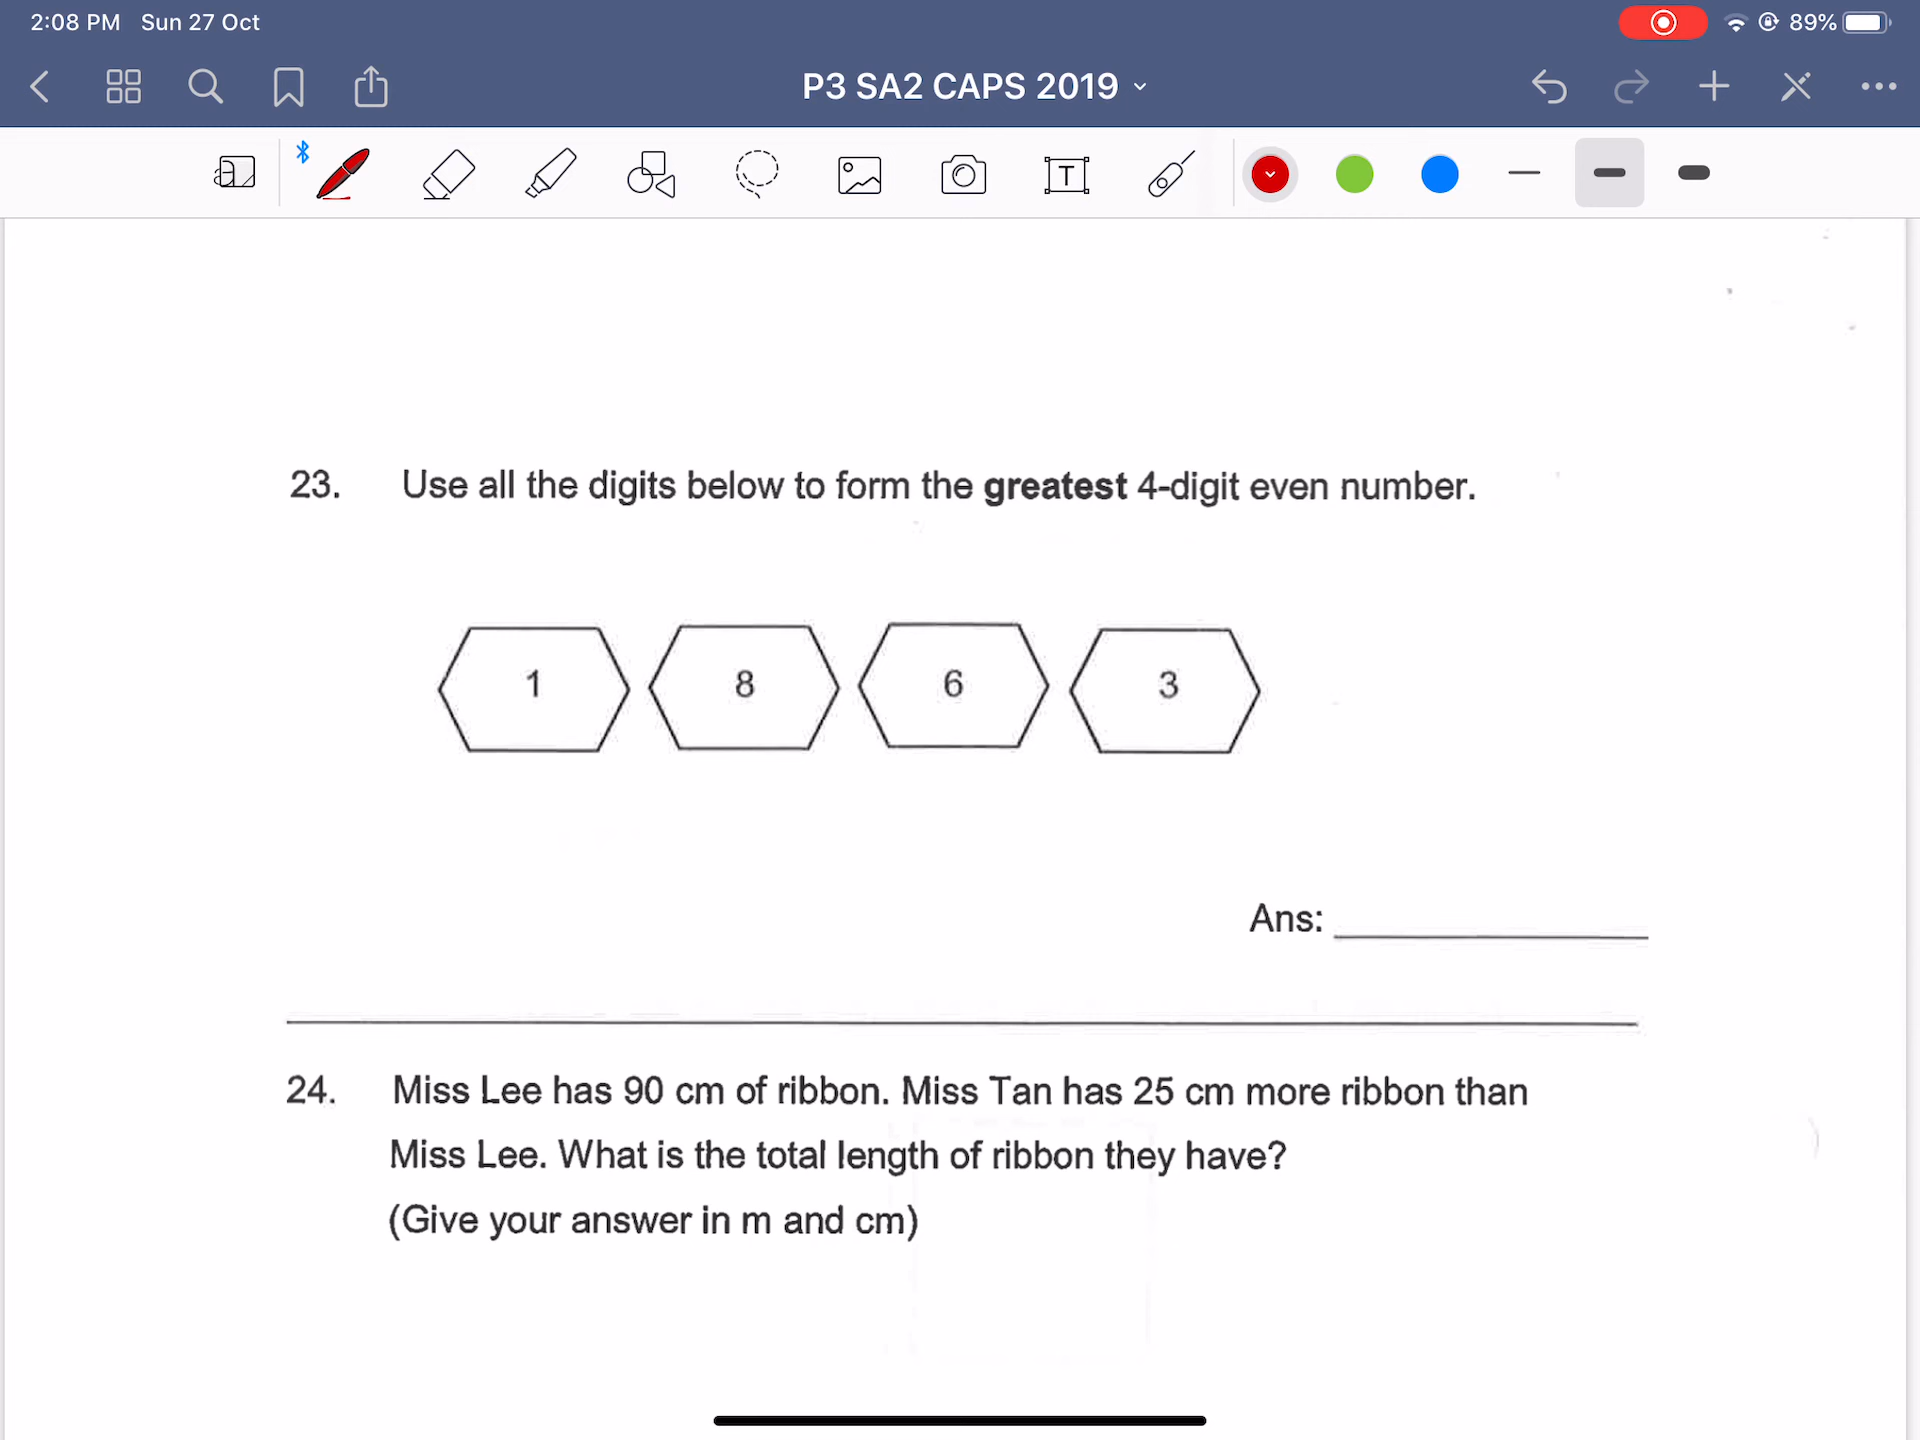 2:08 PM Sun 27 Oct 89%
P3 SA2 CAPS 2019
T
23. Use all the digits below to form the greatest 4-digit even number.
1 8 6 3
Ans:
24. Miss Lee has 90 cm of ribbon. Miss Tan has 25 cm more ribbon than
Miss Lee. What is the total length of ribbon they have?
(Give your answer in m and cm)